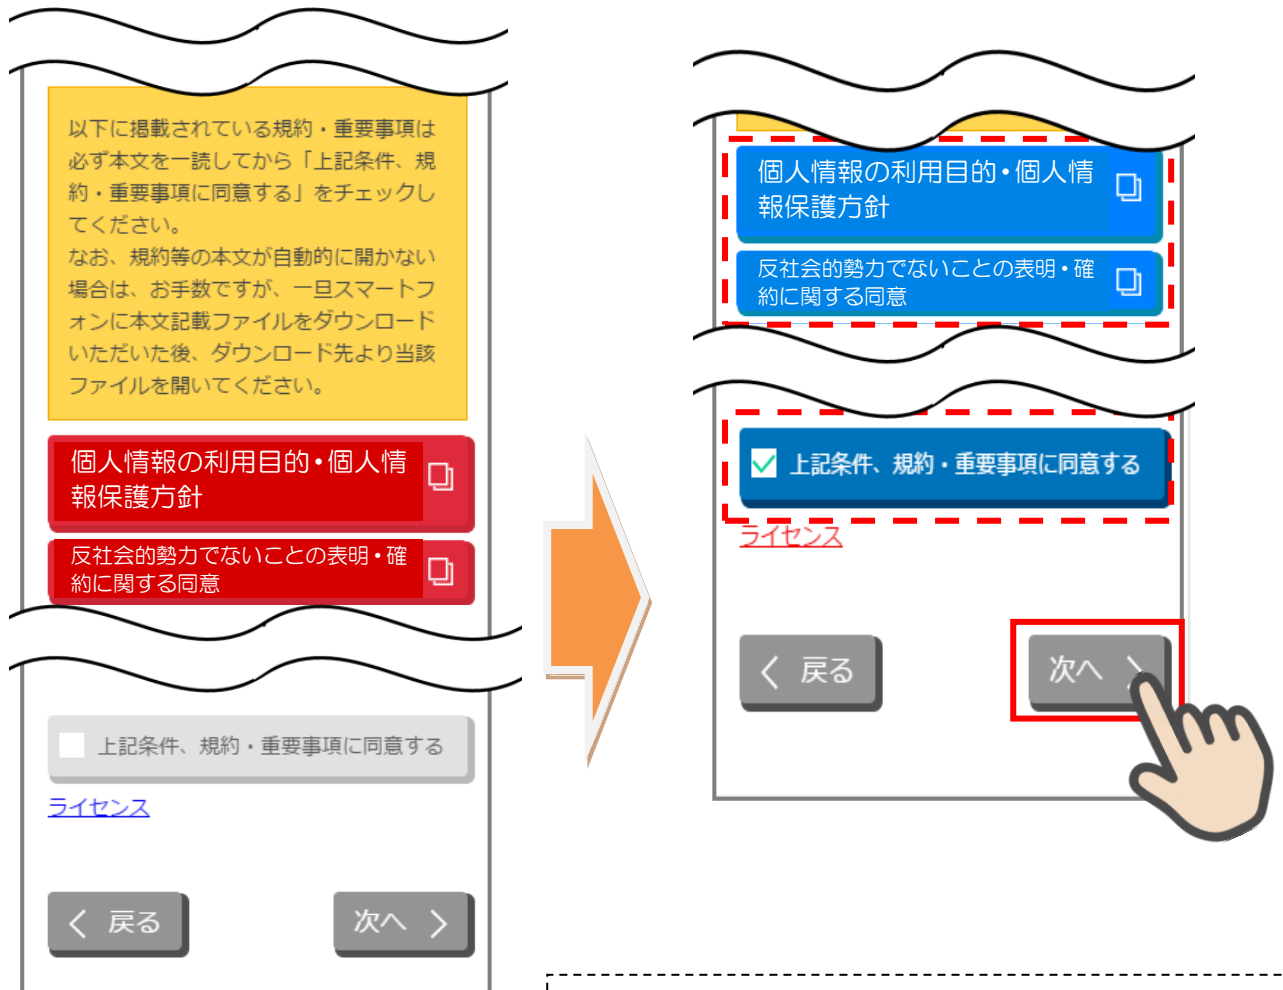 以下に掲載されている規約・重要事項は
必ず本文を一読してから「上記条件、規
約・重要事項に同意する」をチェックし
てください。
なお、規約等の本文が自動的に開かない
場合は、お手数ですが、一旦スマートフ
ォンに本文記載ファイルをダウンロード
いただいた後、ダウンロード先より当該
ファイルを開いてください。
個人情報の利用目的・個人情
報保護方針
反社会的勢力でないことの表明・確
約に関する同意
上記条件、規約・重要事項に同意する
ライセンス
戻る
次へ
個人情報の利用目的・個人情
報保護方針
反社会的勢力でないことの表明・確
約に関する同意
上記条件、規約・重要事項に同意する
ライセンス
戻る
次へ